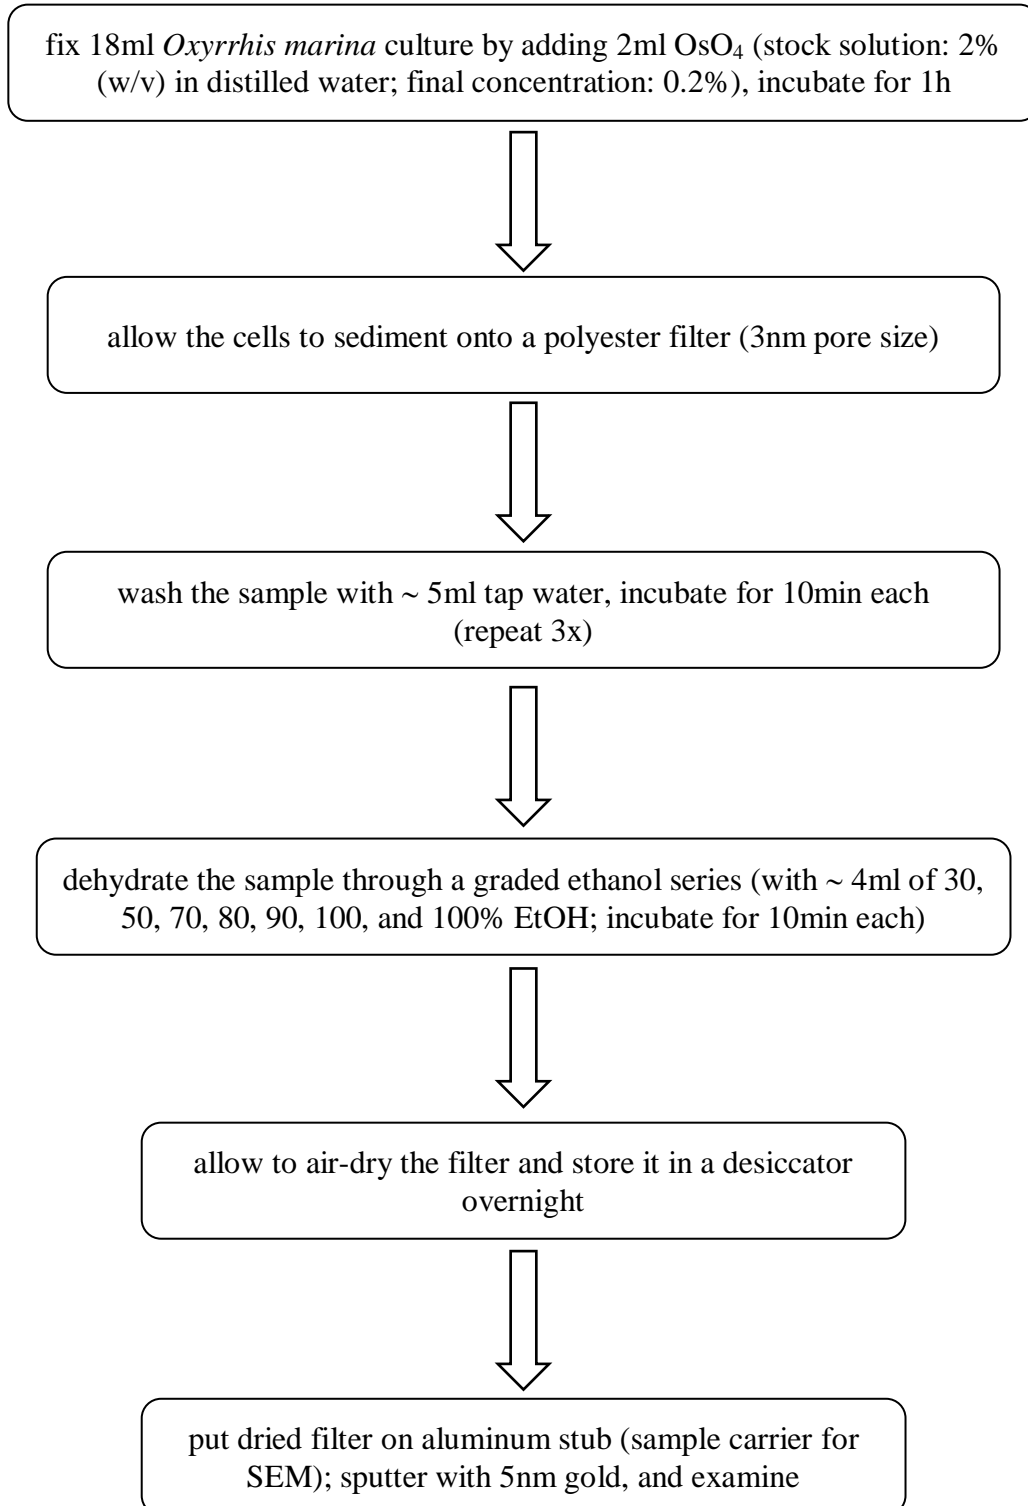 fix 18ml Oxyrrhis marina culture by adding 2ml OsO₄ (stock solution: 2%
(w/v) in distilled water; final concentration: 0.2%), incubate for 1h
allow the cells to sediment onto a polyester filter (3nm pore size)
wash the sample with ~ 5ml tap water, incubate for 10min each
(repeat 3x)
dehydrate the sample through a graded ethanol series (with ~ 4ml of 30,
50, 70, 80, 90, 100, and 100% EtOH; incubate for 10min each)
allow to air-dry the filter and store it in a desiccator
overnight
put dried filter on aluminum stub (sample carrier for
SEM); sputter with 5nm gold, and examine